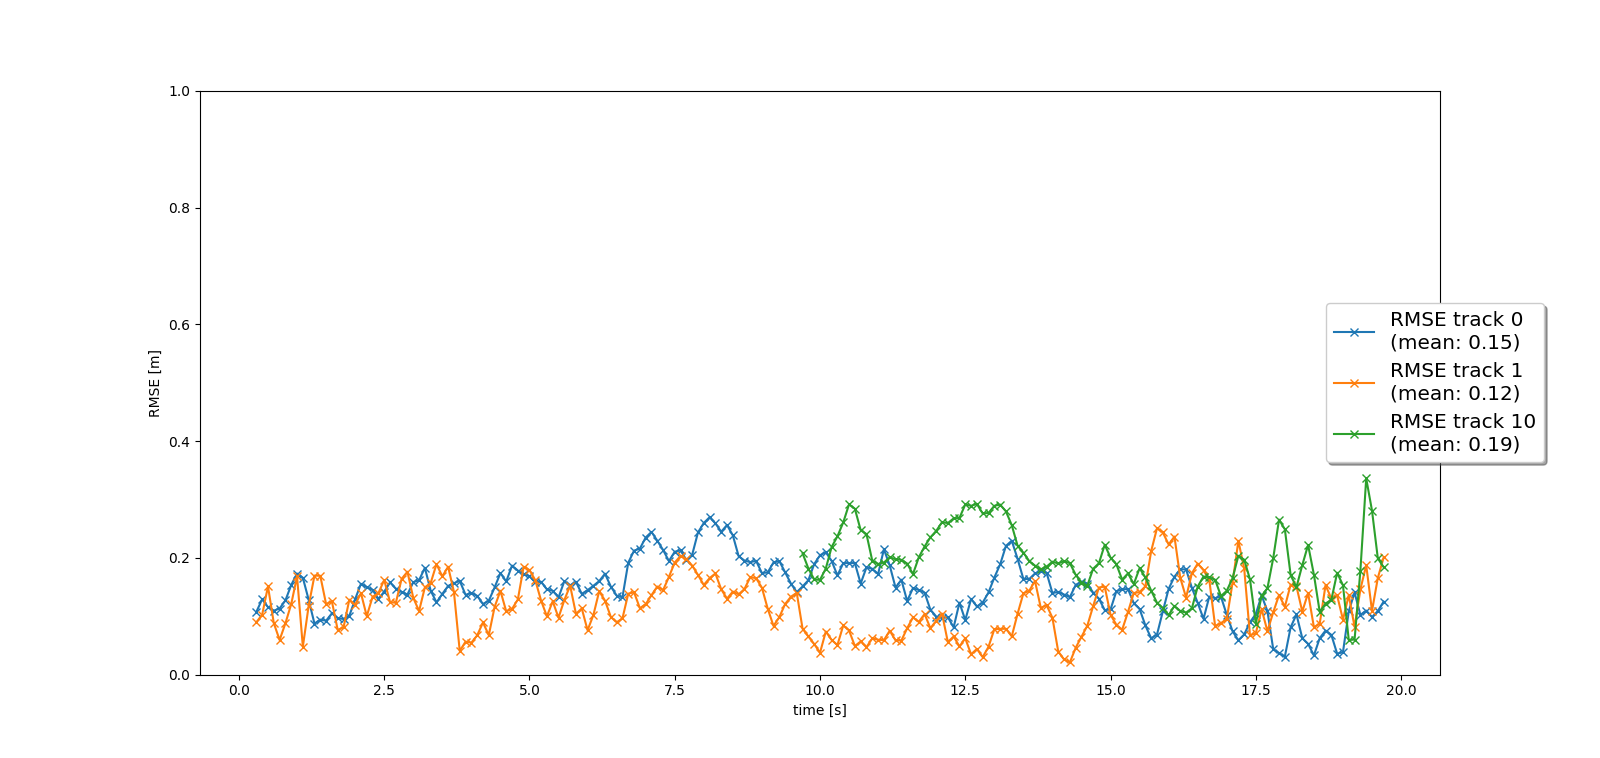 1.0
0.8
0.6
0.4
0.2
0.0
RMSE [m]
0.0 2.5 5.0 7.5 10.0 12.5 15.0 17.5 20.0
time [s]
RMSE track 0
(mean: 0.15)
RMSE track 1
(mean: 0.12)
RMSE track 10
(mean: 0.19)